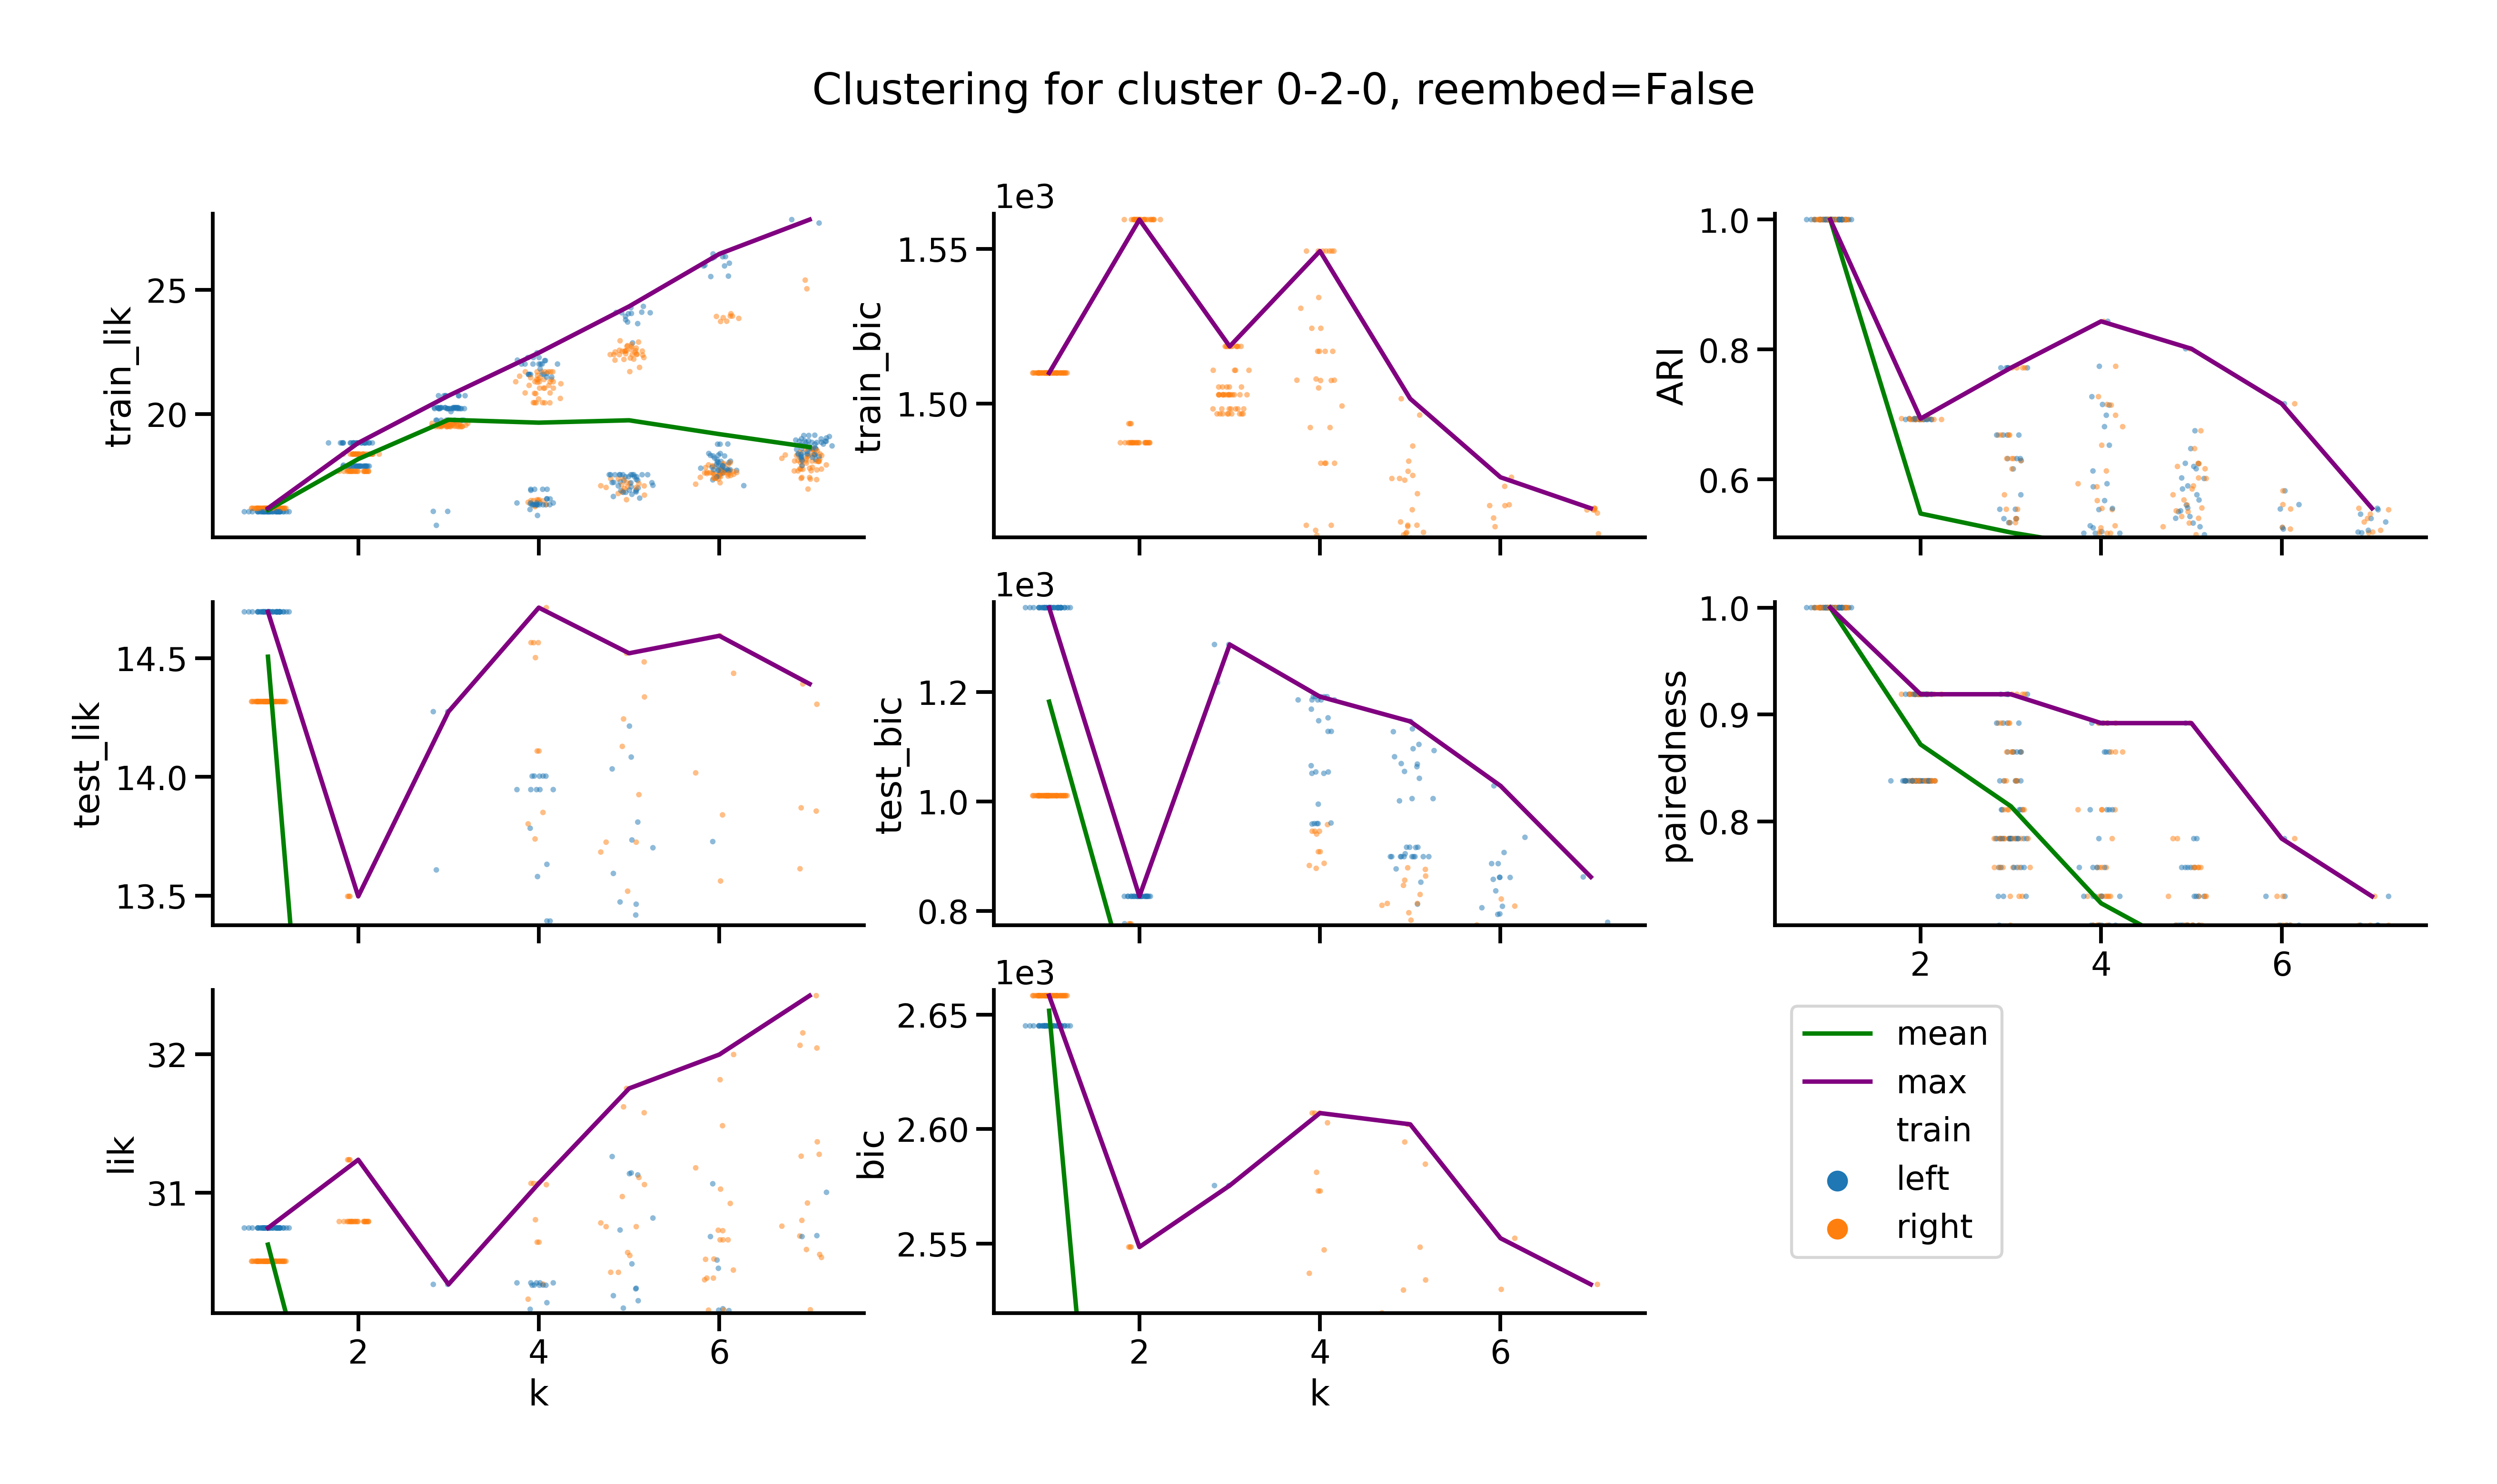 Clustering for cluster 0-2-0, reembed=False
train_lik
25
20
1e3
train_bic
1.55
1.50
ARI
1.0
0.8
0.6
test_lik
14.5
14.0
13.5
1e3
test_bic
1.2
1.0
0.8
pairedness
1.0
0.9
0.8
2 4 6
lik
32
31
2 4 6
k
1e3
bic
2.65
2.60
2.55
2 4 6
k
mean
max
train
left
right